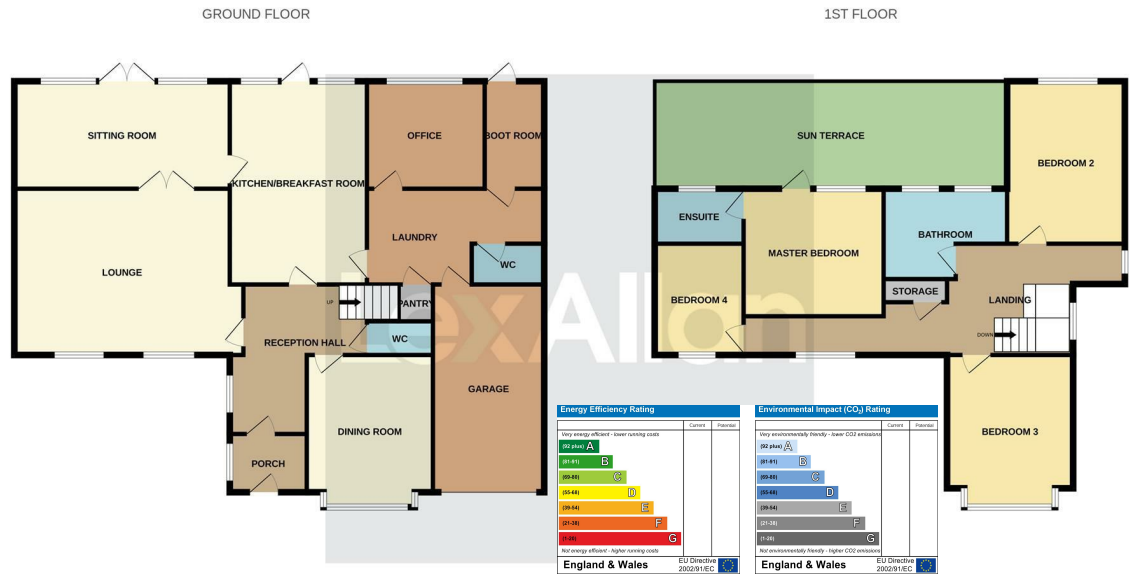 GROUND FLOOR
1ST FLOOR
SITTING ROOM
KITCHEN/BREAKFAST ROOM
OFFICE
BOOT ROOM
LOUNGE
LAUNDRY
WC
UP
PANTRY
RECEPTION HALL
WC
GARAGE
DINING ROOM
PORCH
SUN TERRACE
BEDROOM 2
ENSUITE
MASTER BEDROOM
BATHROOM
BEDROOM 4
STORAGE
LANDING
DOWN
BEDROOM 3
LexAllan
Energy Efficiency Rating
Current Potential
Very energy efficient - lower running costs
(92 plus) A
(81-91) B
(69-80) C
(55-68) D
(39-54) E
(21-38) F
(1-20) G
Not energy efficient - higher running costs
England & Wales
EU Directive
2002/91/EC
Environmental Impact (CO2) Rating
Current Potential
Very environmentally friendly - lower CO2 emissions
(92 plus) A
(81-91) B
(69-80) C
(55-68) D
(39-54) E
(21-38) F
(1-20) G
Not environmentally friendly - higher CO2 emissions
England & Wales
EU Directive
2002/91/EC